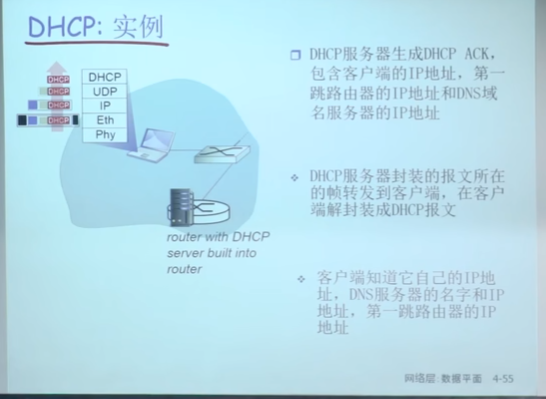 DHCP: 实例
DHCP
DHCP
DHCP
DHCP
DHCP
UDP
IP
Eth
Phy
router with DHCP
server built into
router
DHCP服务器生成DHCP ACK，
包含客户端的IP地址，第一
跳路由器的IP地址和DNS域
名服务器的IP地址
DHCP服务器封装的报文所在
的帧转发到客户端，在客户
端解封装成DHCP报文
客户端知道它自己的IP地
址，DNS服务器的名字和IP
地址，第一跳路由器的IP
地址
网络层：数据平面 4-55